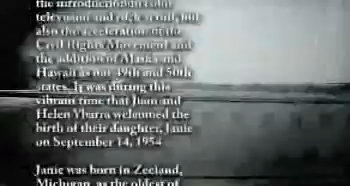 the introduction color
television and rock n roll, but
also the acceleration of the
Civil Rights Movement and
the addition of Alaska and
Hawaii as our 49th and 50th
states. It was during this
vibrant time that Juan and
Helen Ybarra welcomed the
birth of their daughter, Janie
on September 14, 1954
Janie was born in Zeeland,
Michigan, as the oldest of